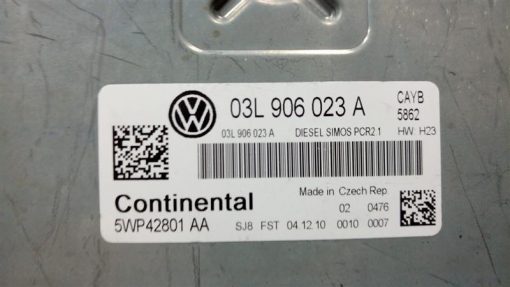 03L 906 023 A CAYB
5862
03L 906 023 A DIESEL SIMOS PCR2.1 HW: H23
Made in Czech Rep.
Continental 02 0476
5WP42801 AA SJ8 FST 04.12.10 0010 0007